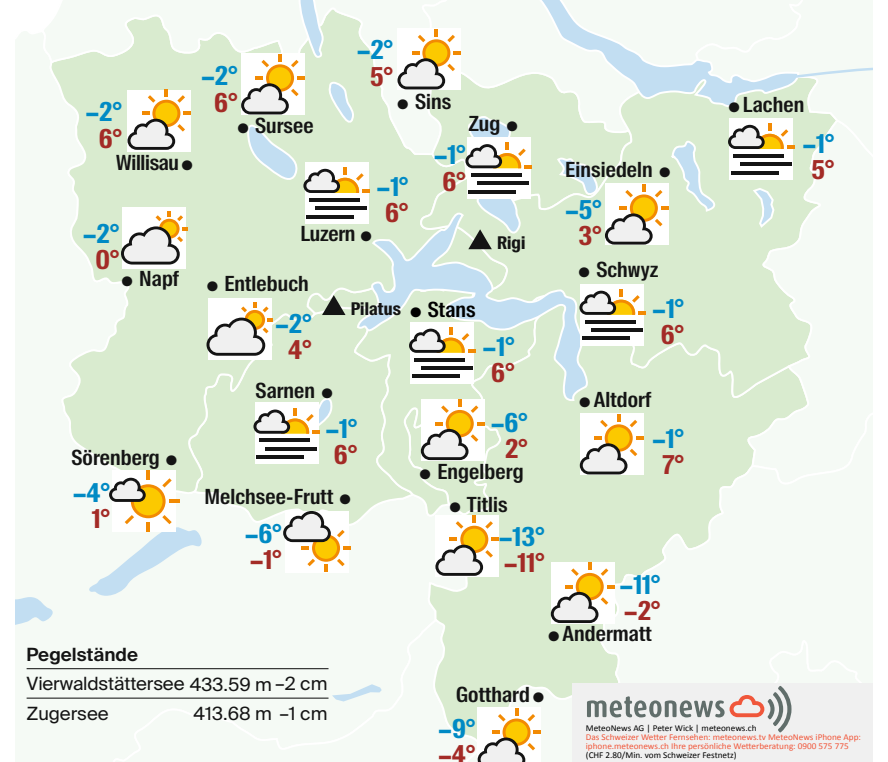 –2°
5°
Sins
–2°
6°
Sursee
–2°
6°
Willisau
Zug
–1°
6°
Lachen
–1°
5°
–1°
6°
Luzern
Einsiedeln
–5°
3°
Rigi
–2°
0°
Napf
Entlebuch
–2°
4°
Pilatus
Stans
–1°
6°
Schwyz
–1°
6°
Sarnen
–1°
6°
–6°
2°
Engelberg
Altdorf
–1°
7°
Sörenberg
–4°
1°
Melchsee-Frutt
–6°
–1°
Titlis
–13°
–11°
–11°
–2°
Andermatt
Gotthard
–9°
–4°
Pegelstände
Vierwaldstättersee 433.59 m –2 cm
Zugersee 413.68 m –1 cm
meteonews
MeteoNews AG | Peter Wick | meteonews.ch
Das Schweizer Wetter Fernsehen: meteonews.tv MeteoNews iPhone App:
iphone.meteonews.ch Ihre persönliche Wetterberatung: 0900 575 775
(CHF 2.80/Min. vom Schweizer Festnetz)